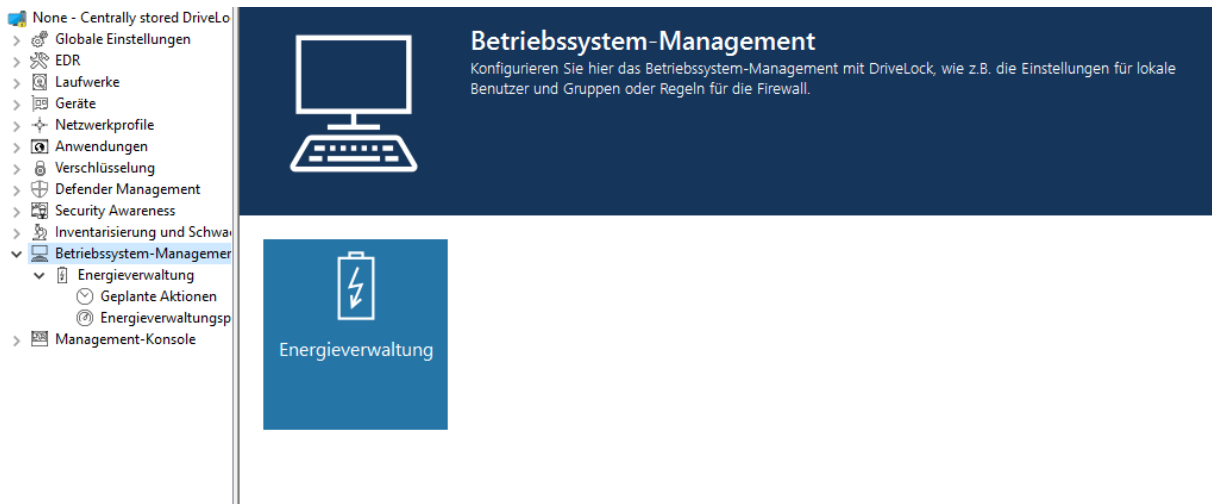 None - Centrally stored DriveLo
Globale Einstellungen
EDR
Laufwerke
Geräte
Netzwerkprofile
Anwendungen
Verschlüsselung
Defender Management
Security Awareness
Inventarisierung und Schwa
Betriebssystem-Managemen
Energieverwaltung
Geplante Aktionen
Energieverwaltungsp
Management-Konsole
Betriebssystem-Management
Konfigurieren Sie hier das Betriebssystem-Management mit DriveLock, wie z.B. die Einstellungen für lokale
Benutzer und Gruppen oder Regeln für die Firewall.
Energieverwaltung